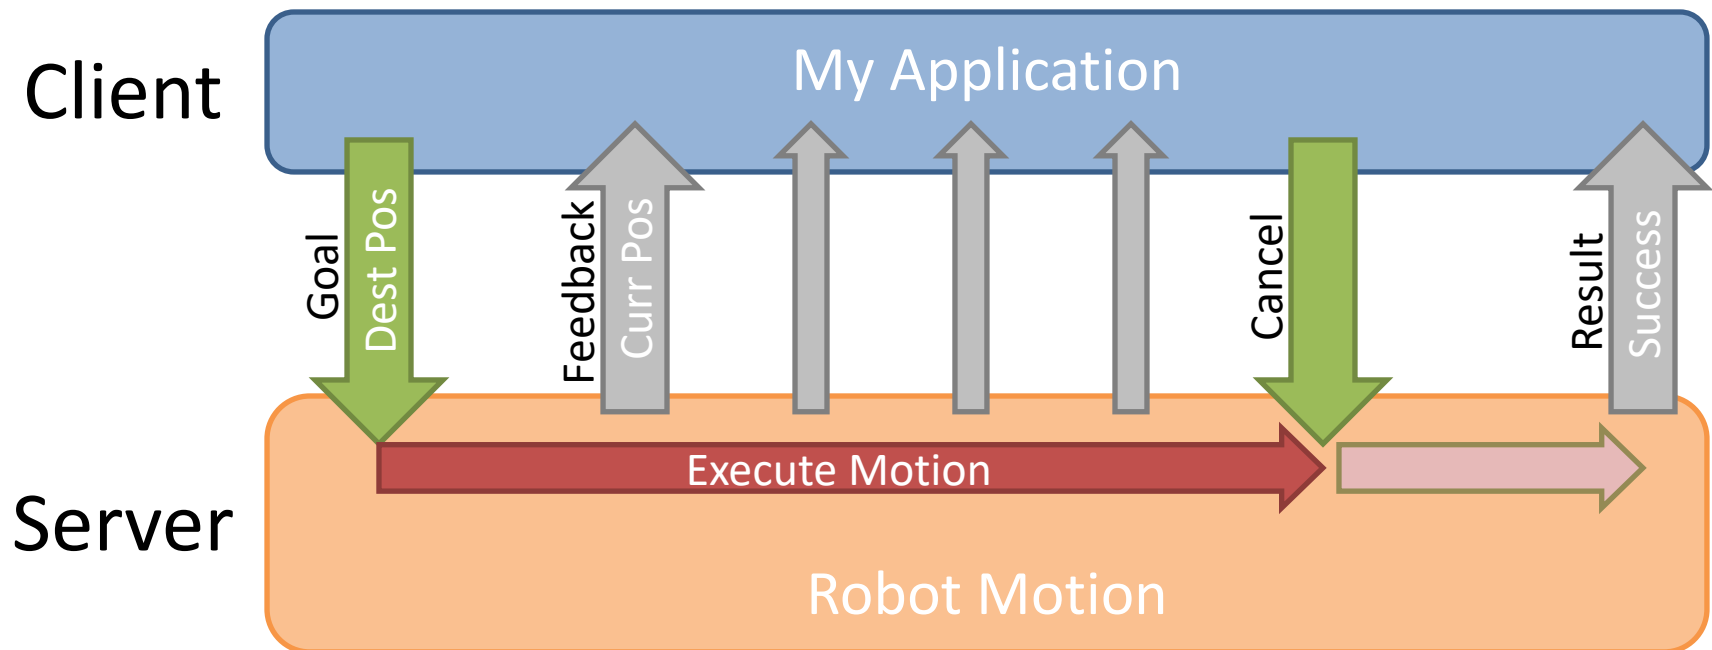 Client
My Application
Goal
Dest Pos
Feedback
Curr Pos
Cancel
Result
Success
Execute Motion
Server
Robot Motion